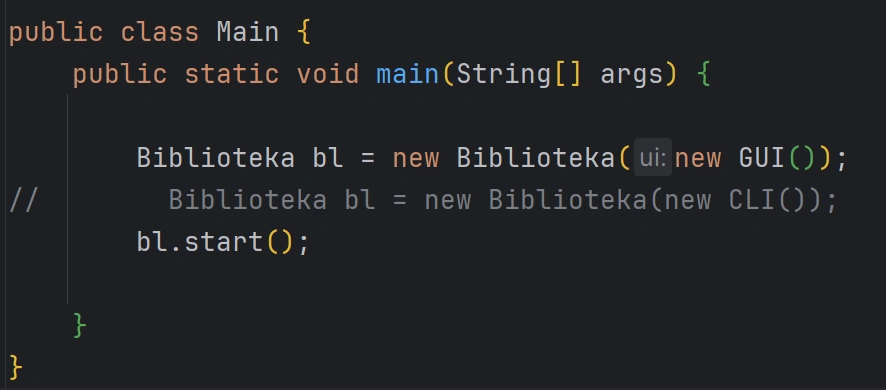 public class Main {
    public static void main(String[] args) {
        Biblioteka bl = new Biblioteka( ui: new GUI());
//        Biblioteka bl = new Biblioteka(new CLI());
        bl.start();
    }
}